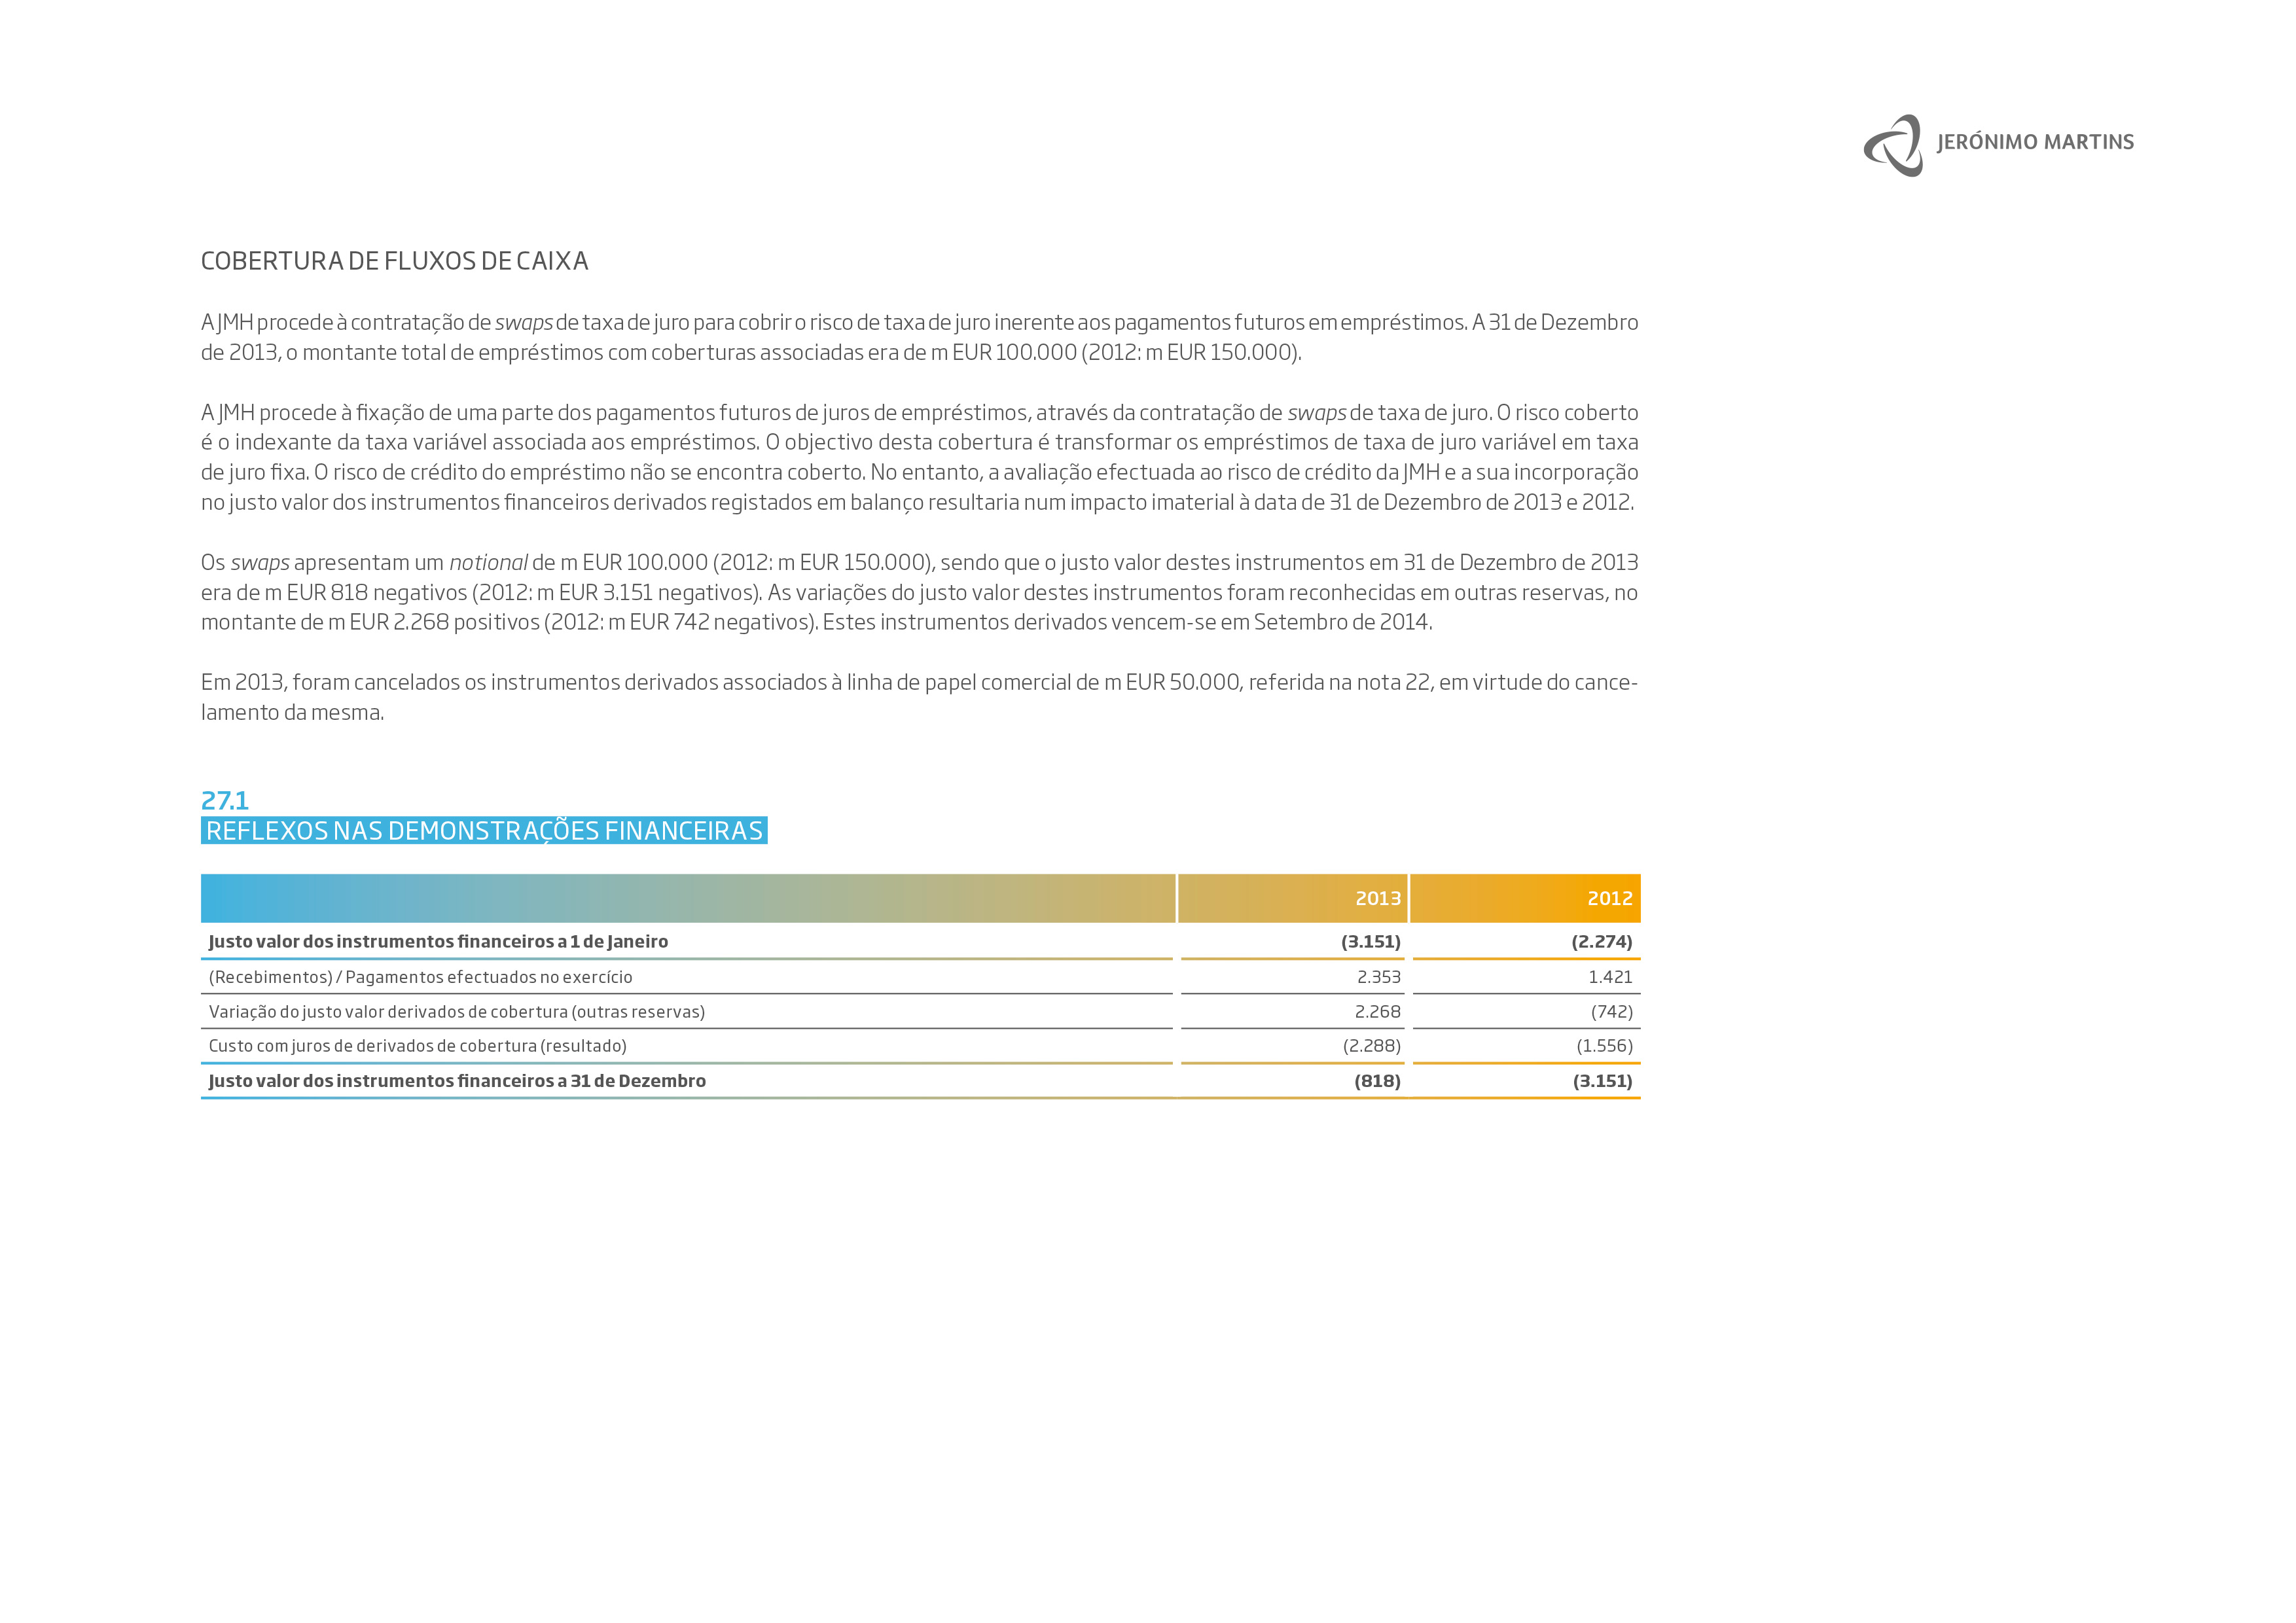 JERÓNIMO MARTINS
COBERTURA DE FLUXOS DE CAIXA
A JMH procede à contratação de swaps de taxa de juro para cobrir o risco de taxa de juro inerente aos pagamentos futuros em empréstimos. A 31 de Dezembro
de 2013, o montante total de empréstimos com coberturas associadas era de m EUR 100.000 (2012: m EUR 150.000).
A JMH procede à fixação de uma parte dos pagamentos futuros de juros de empréstimos, através da contratação de swaps de taxa de juro. O risco coberto
é o indexante da taxa variável associada aos empréstimos. O objectivo desta cobertura é transformar os empréstimos de taxa de juro variável em taxa
de juro fixa. O risco de crédito do empréstimo não se encontra coberto. No entanto, a avaliação efectuada ao risco de crédito da JMH e a sua incorporação
no justo valor dos instrumentos financeiros derivados registados em balanço resultaria num impacto imaterial à data de 31 de Dezembro de 2013 e 2012.
Os swaps apresentam um notional de m EUR 100.000 (2012: m EUR 150.000), sendo que o justo valor destes instrumentos em 31 de Dezembro de 2013
era de m EUR 818 negativos (2012: m EUR 3.151 negativos). As variações do justo valor destes instrumentos foram reconhecidas em outras reservas, no
montante de m EUR 2.268 positivos (2012: m EUR 742 negativos). Estes instrumentos derivados vencem-se em Setembro de 2014.
Em 2013, foram cancelados os instrumentos derivados associados à linha de papel comercial de m EUR 50.000, referida na nota 22, em virtude do cance-
lamento da mesma.
27.1
REFLEXOS NAS DEMONSTRAÇÕES FINANCEIRAS
2013 2012
Justo valor dos instrumentos financeiros a 1 de Janeiro (3.151) (2.274)
(Recebimentos) / Pagamentos efectuados no exercício 2.353 1.421
Variação do justo valor derivados de cobertura (outras reservas) 2.268 (742)
Custo com juros de derivados de cobertura (resultado) (2.288) (1.556)
Justo valor dos instrumentos financeiros a 31 de Dezembro (818) (3.151)